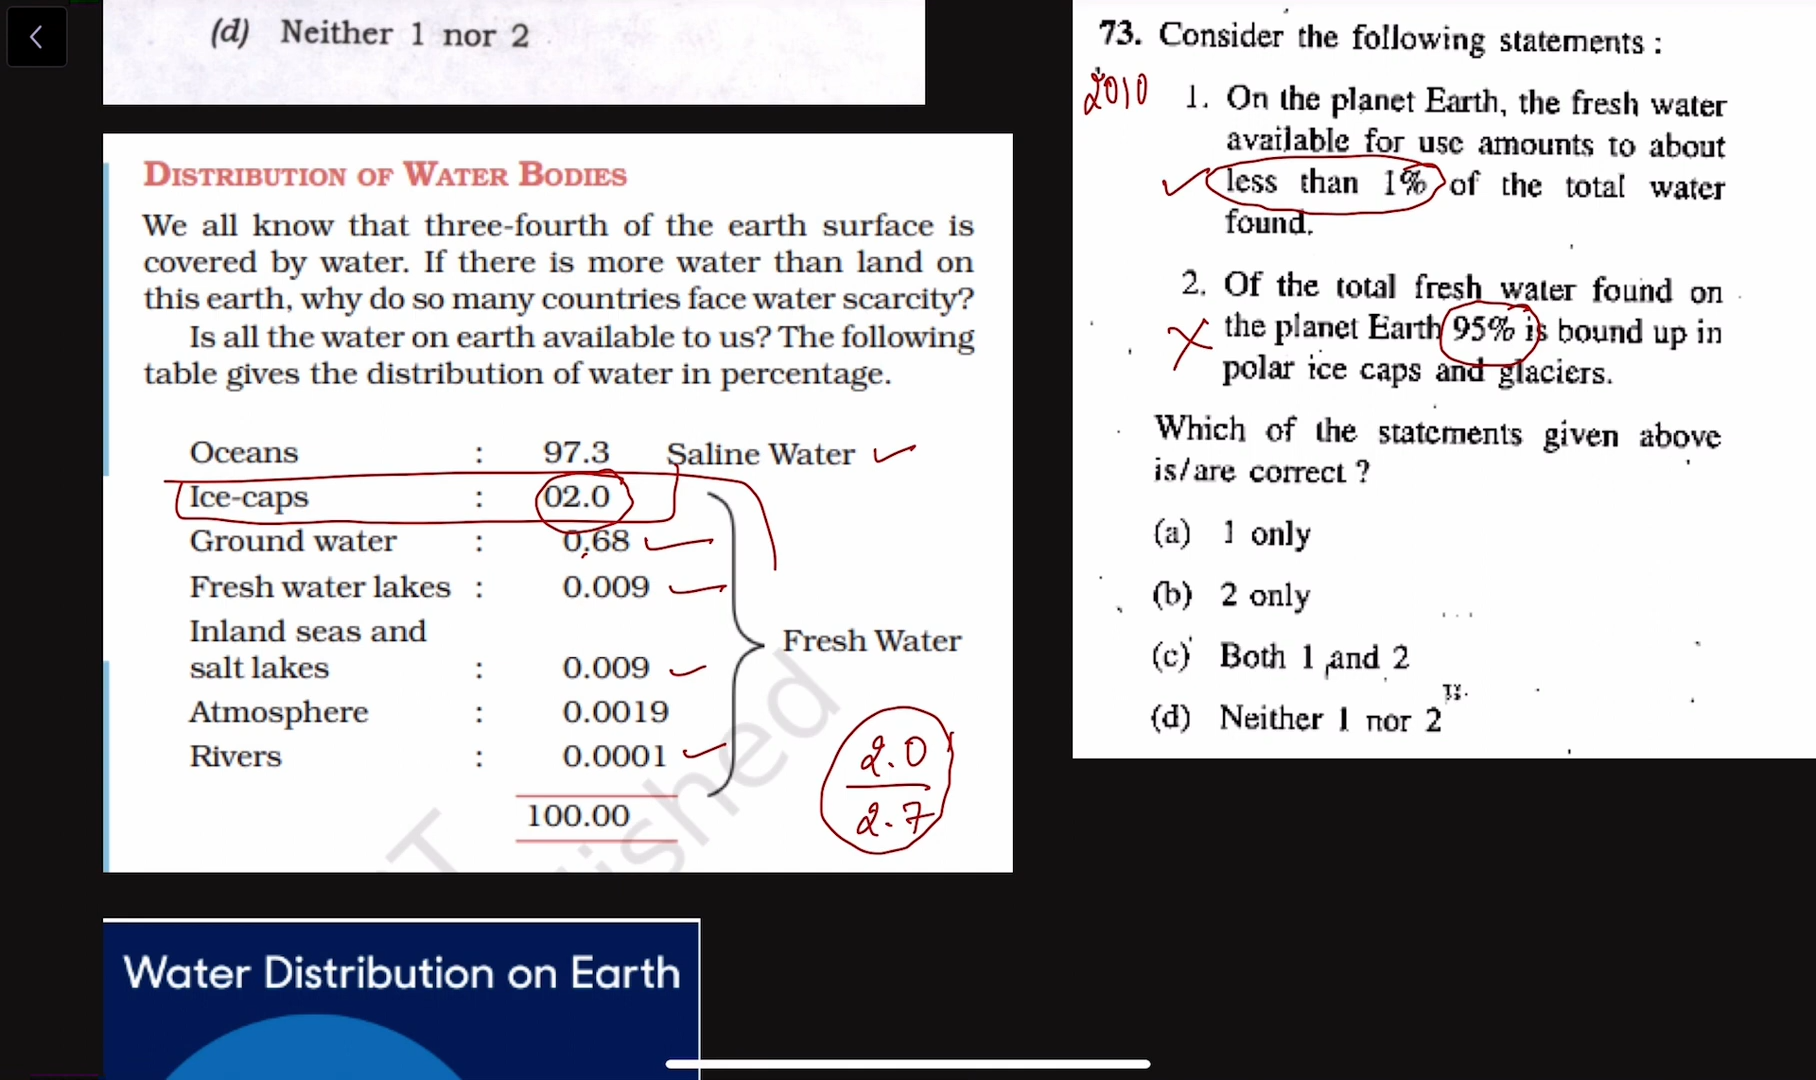 (d) Neither 1 nor 2
DISTRIBUTION OF WATER BODIES
We all know that three-fourth of the earth surface is
covered by water. If there is more water than land on
this earth, why do so many countries face water scarcity?
Is all the water on earth available to us? The following
table gives the distribution of water in percentage.
Oceans : 97.3 Saline Water
Ice-caps : 02.0
Ground water : 0.68
Fresh water lakes : 0.009
Inland seas and
salt lakes : 0.009
Fresh Water
Atmosphere : 0.0019
Rivers : 0.0001
100.00
2.0
2.7
Water Distribution on Earth
73. Consider the following statements :
2010
1. On the planet Earth, the fresh water
available for use amounts to about
less than 1% of the total water
found.
2. Of the total fresh water found on
the planet Earth 95% is bound up in
polar ice caps and glaciers.
Which of the statements given above
is/are correct ?
(a) 1 only
(b) 2 only
(c) Both 1 and 2
(d) Neither 1 nor 2